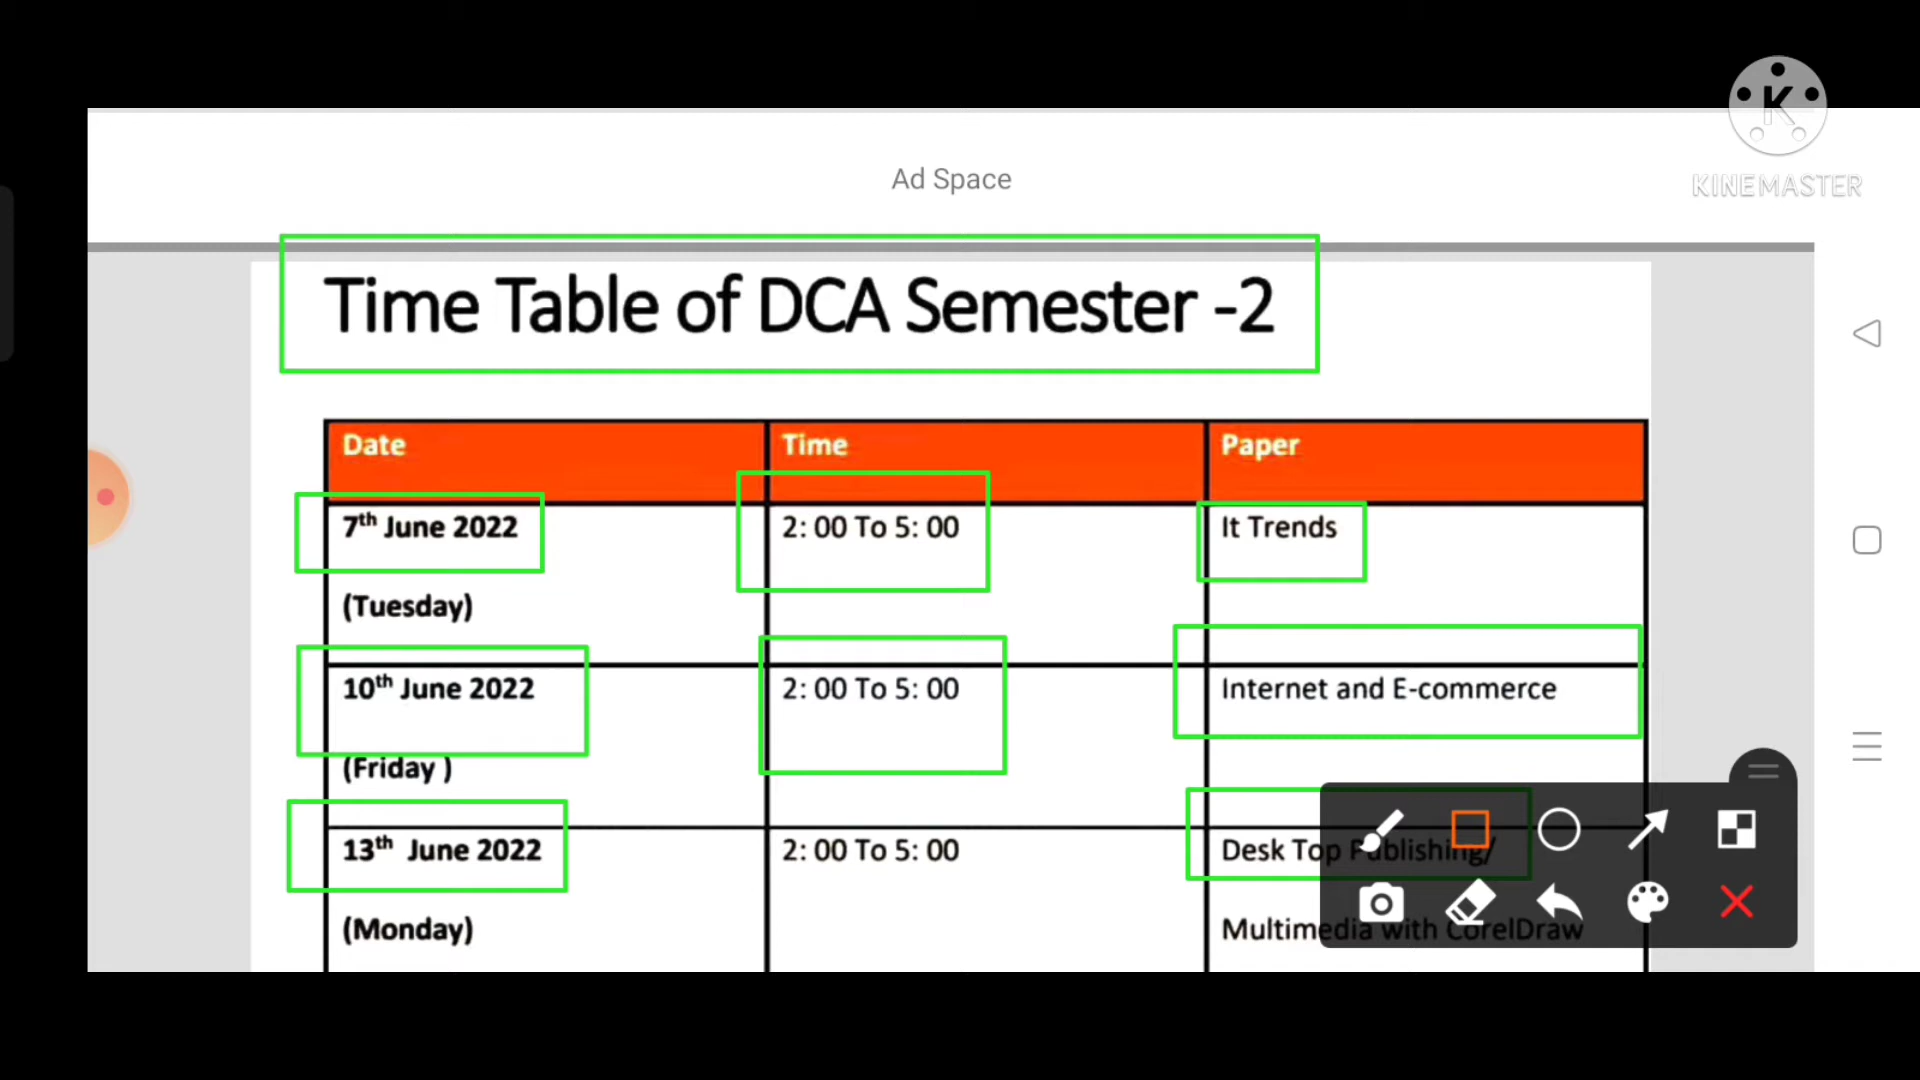 KINEMASTER
Ad Space
Time Table of DCA Semester -2
Date Time Paper
7th June 2022 2: 00 To 5: 00 It Trends
(Tuesday)
10th June 2022 2: 00 To 5: 00 Internet and E-commerce
(Friday )
13th June 2022 2: 00 To 5: 00 Desk Top Publishing/
(Monday) Multimedia with CorelDraw